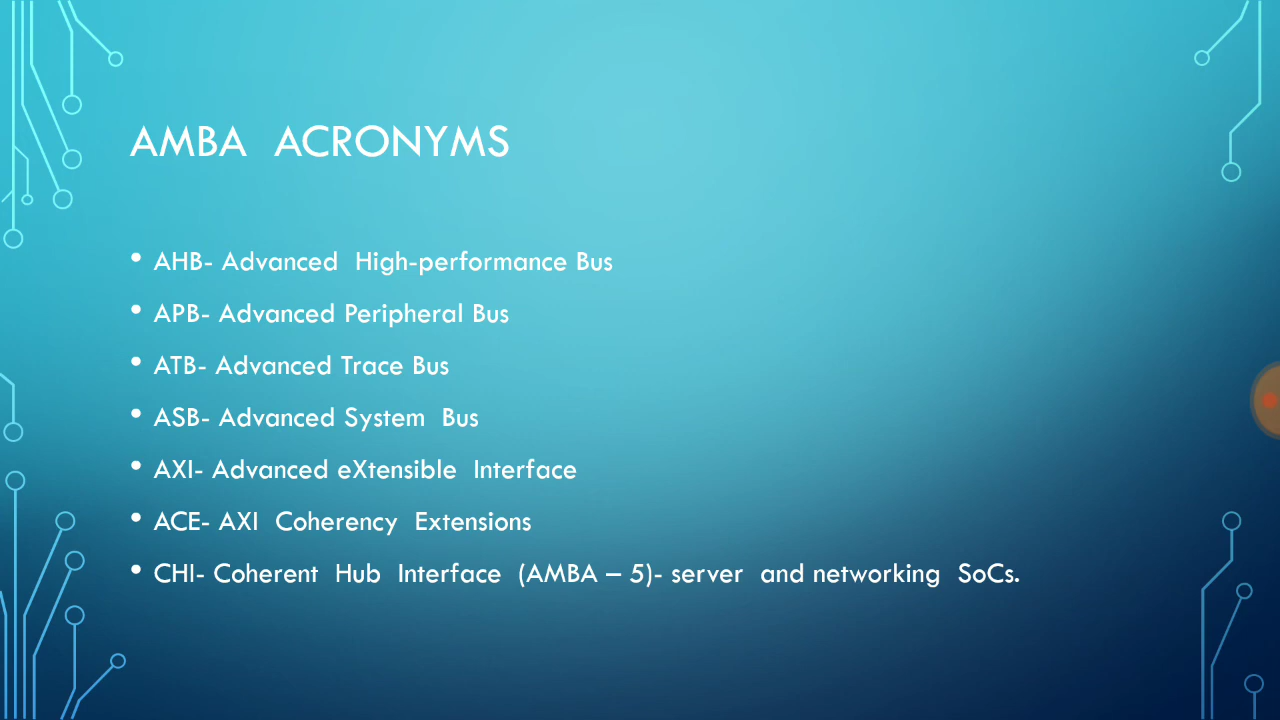 AMBA ACRONYMS
• AHB- Advanced High-performance Bus
• APB- Advanced Peripheral Bus
• ATB- Advanced Trace Bus
• ASB- Advanced System Bus
• AXI- Advanced eXtensible Interface
• ACE- AXI Coherency Extensions
• CHI- Coherent Hub Interface (AMBA – 5)- server and networking SoCs.